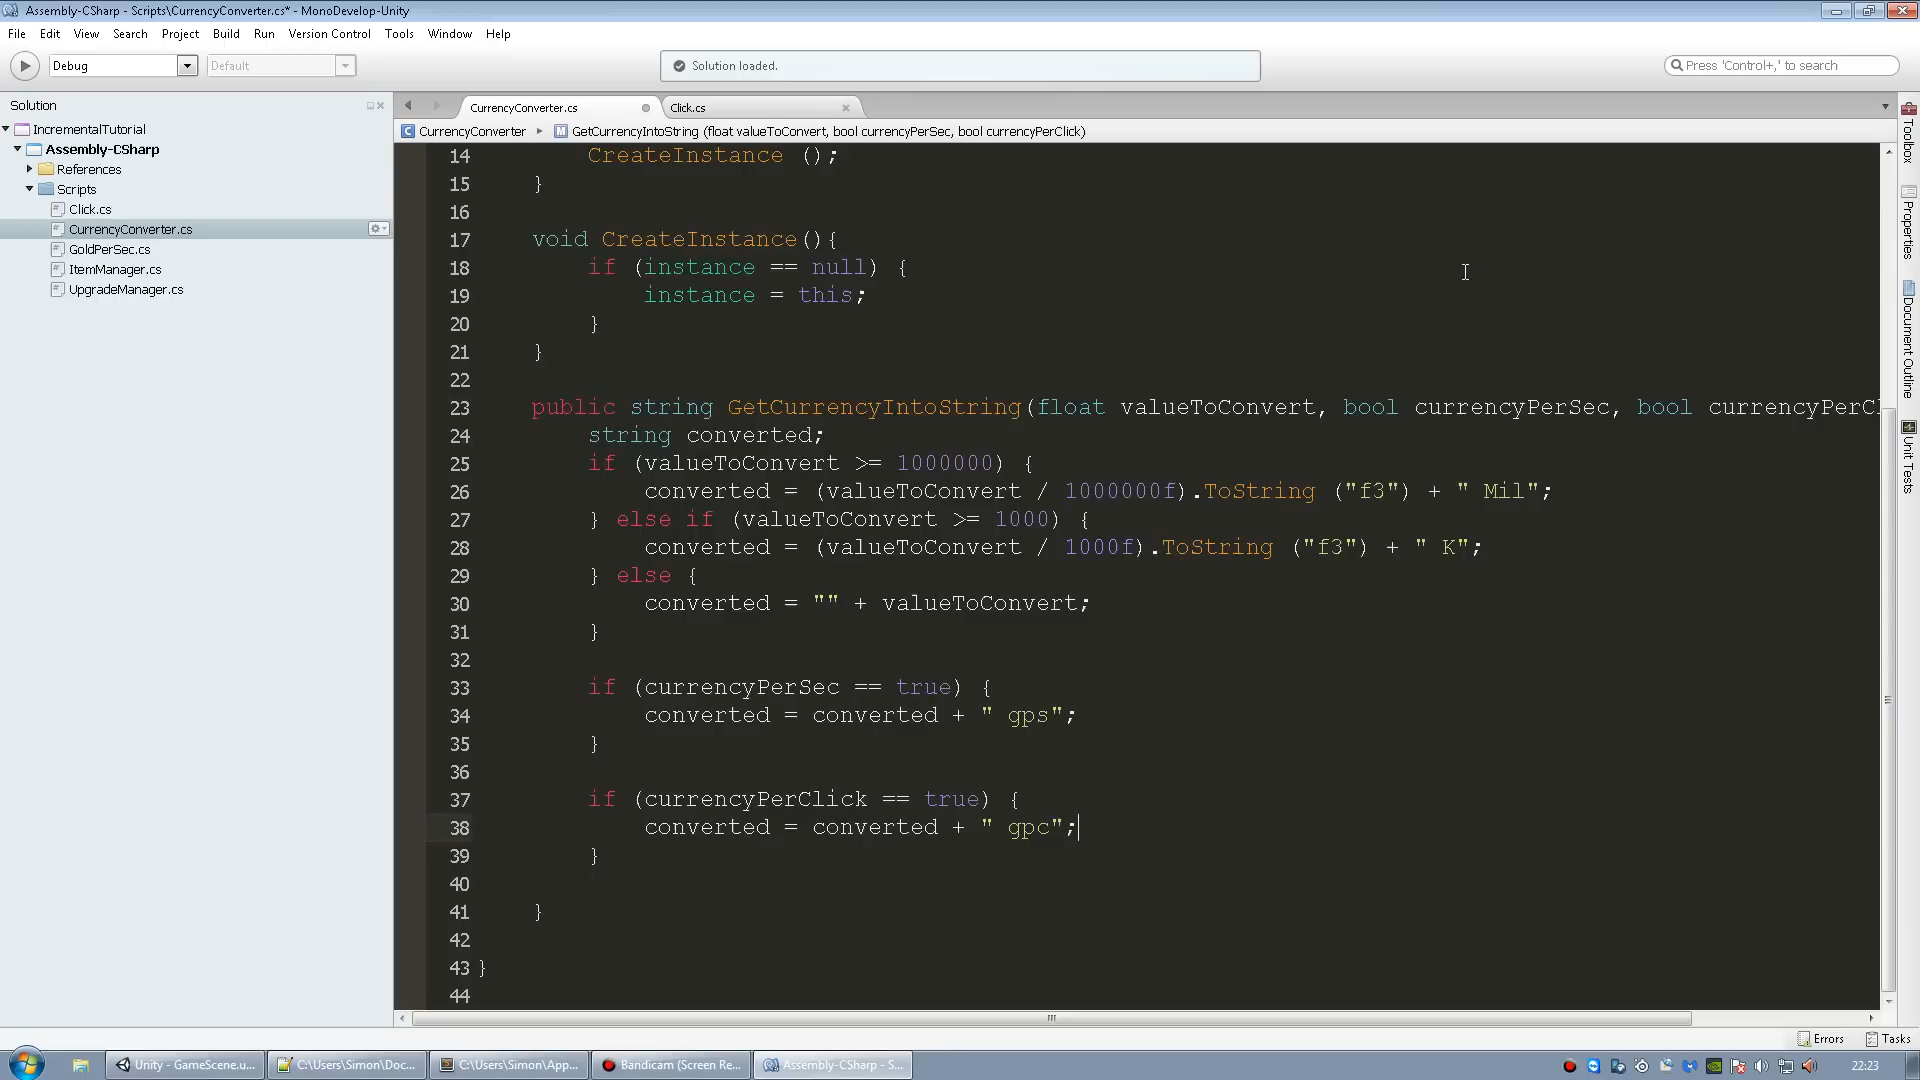 Assembly-CSharp - Scripts\CurrencyConverter.cs* - MonoDevelop-Unity
File Edit View Search Project Build Run Version Control Tools Window Help
Debug Default Solution loaded. Press 'Control+,' to search
Solution
IncrementalTutorial
Assembly-CSharp
References
Scripts
Click.cs
CurrencyConverter.cs
GoldPerSec.cs
ItemManager.cs
UpgradeManager.cs
CurrencyConverter.cs Click.cs
CurrencyConverter GetCurrencyIntoString (float valueToConvert, bool currencyPerSec, bool currencyPerClick)
14 CreateInstance ();
15 }
16
17 void CreateInstance(){
18 if (instance == null) {
19 instance = this;
20 }
21 }
22
23 public string GetCurrencyIntoString(float valueToConvert, bool currencyPerSec, bool currencyPerCl
24 string converted;
25 if (valueToConvert >= 1000000) {
26 converted = (valueToConvert / 1000000f).ToString ("f3") + " Mil";
27 } else if (valueToConvert >= 1000) {
28 converted = (valueToConvert / 1000f).ToString ("f3") + " K";
29 } else {
30 converted = "" + valueToConvert;
31 }
32
33 if (currencyPerSec == true) {
34 converted = converted + " gps";
35 }
36
37 if (currencyPerClick == true) {
38 converted = converted + " gpc";
39 }
40
41 }
42
43 }
44
Toolbox
Properties
Document Outline
Unit Tests
Errors Tasks
Unity - GameScene.u... C:\Users\Simon\Doc... C:\Users\Simon\App... Bandicam (Screen Re... Assembly-CSharp - S... 22:23